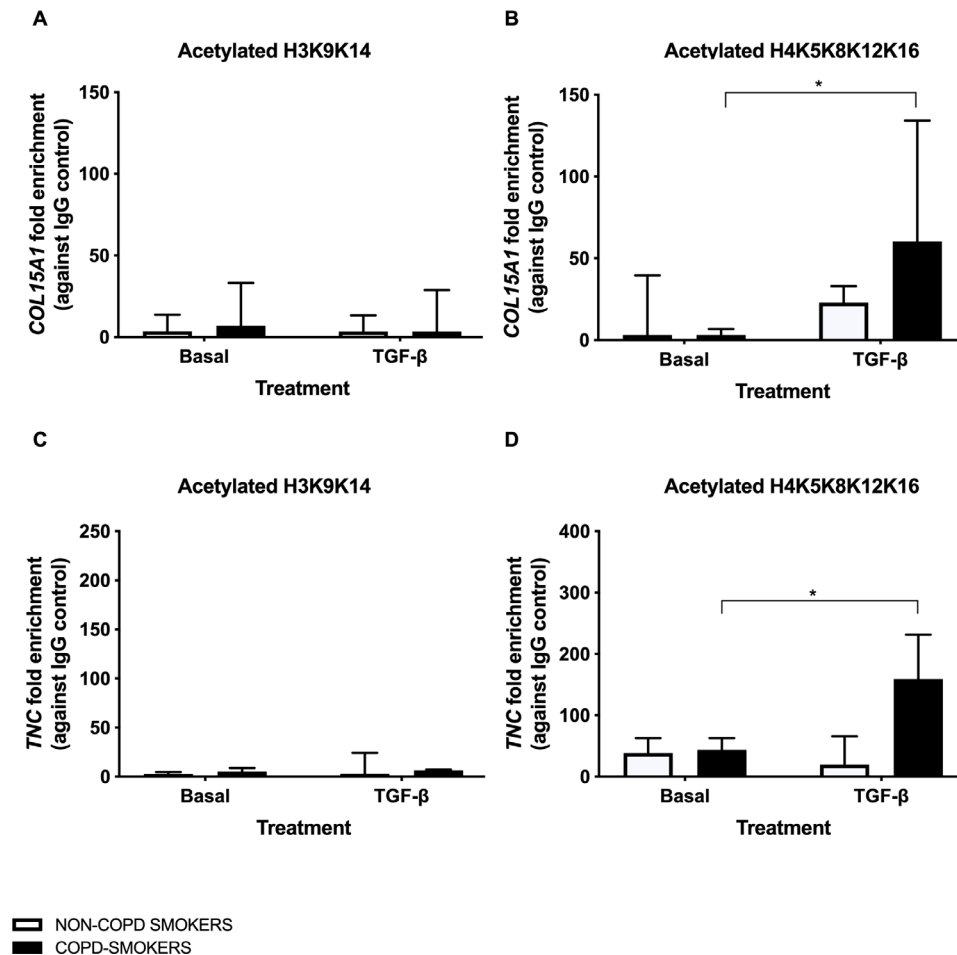 A
Acetylated H3K9K14
COL15A1 fold enrichment
(against IgG control)
150
100
50
0
Basal
TGF-β
Treatment
B
Acetylated H4K5K8K12K16
COL15A1 fold enrichment
(against IgG control)
150
100
50
0
*
Basal
TGF-β
Treatment
C
Acetylated H3K9K14
TNC fold enrichment
(against IgG control)
250
200
150
100
50
0
Basal
TGF-β
Treatment
D
Acetylated H4K5K8K12K16
TNC fold enrichment
(against IgG control)
400
300
200
100
0
*
Basal
TGF-β
Treatment
NON-COPD SMOKERS
COPD-SMOKERS